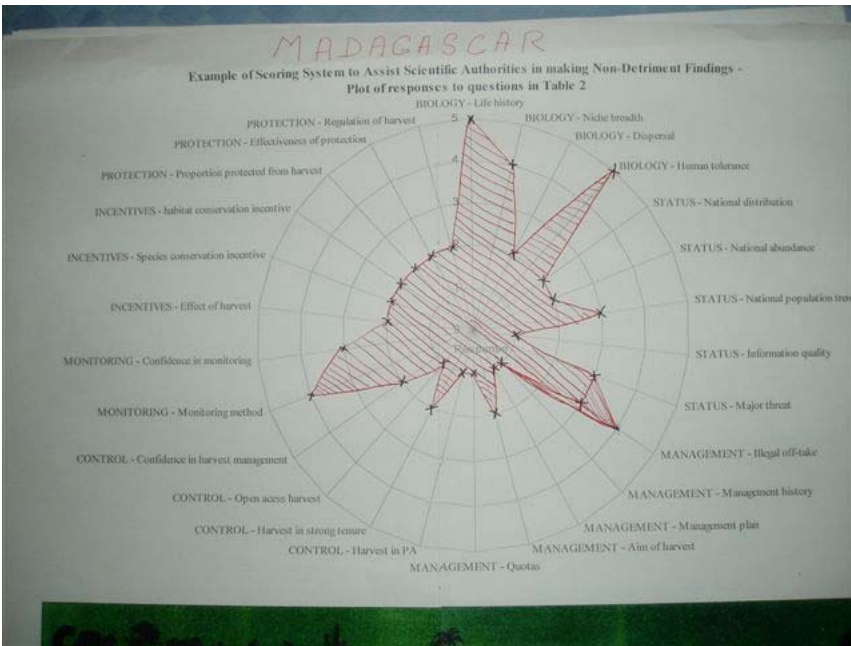 MADAGASCAR
Example of Scoring System to Assist Scientific Authorities in making Non-Detriment Findings -
Plot of responses to questions in Table 2
BIOLOGY - Life history
BIOLOGY - Niche breadth
BIOLOGY - Dispersal
BIOLOGY - Human tolerance
STATUS - National distribution
STATUS - National abundance
STATUS - National population tren
STATUS - Information quality
STATUS - Major threat
MANAGEMENT - Illegal off-take
MANAGEMENT - Management history
MANAGEMENT - Management plan
MANAGEMENT - Aim of harvest
MANAGEMENT - Quotas
CONTROL - Harvest in PA
CONTROL - Harvest in strong tenure
CONTROL - Open acess harvest
CONTROL - Confidence in harvest management
MONITORING - Monitoring method
MONITORING - Confidence in monitoring
INCENTIVES - Effect of harvest
INCENTIVES - Species conservation incentive
INCENTIVES - habitat conservation incentive
PROTECTION - Proportion protected from harvest
PROTECTION - Effectiveness of protection
PROTECTION - Regulation of harvest
5
4
3
2
1
0